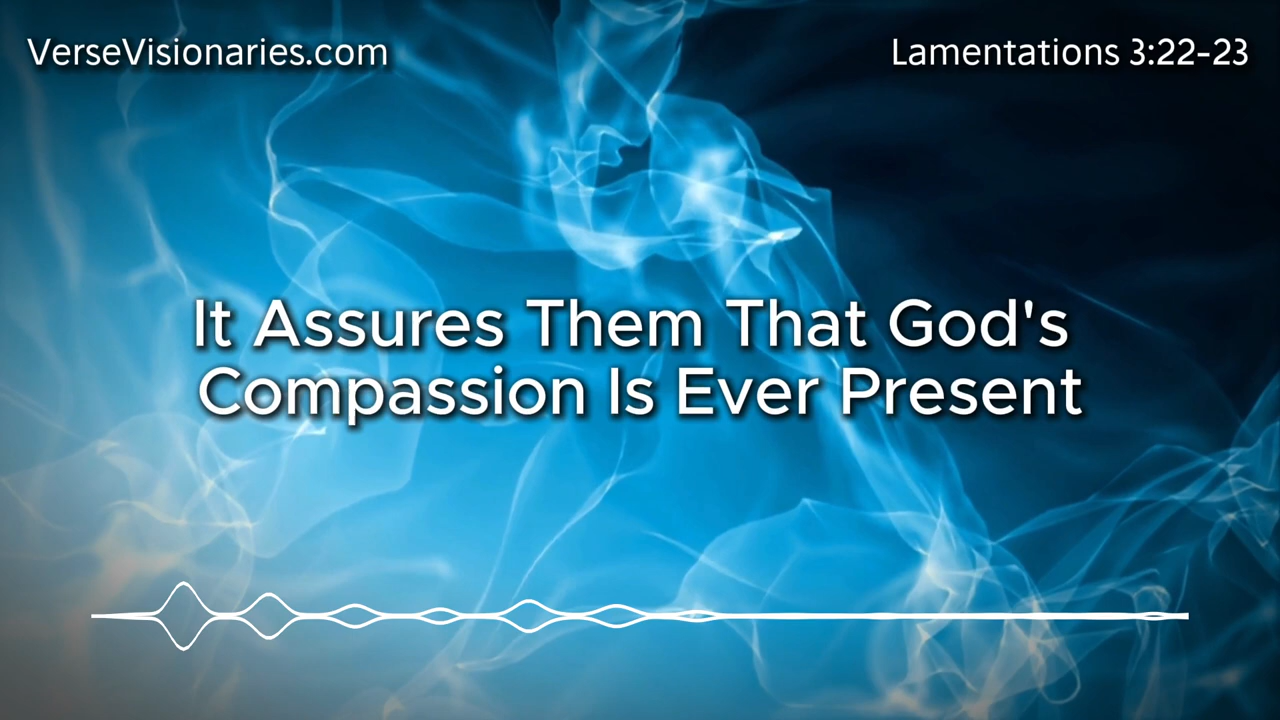 VerseVisionaries.com
Lamentations 3:22-23
It Assures Them That God's
Compassion Is Ever Present